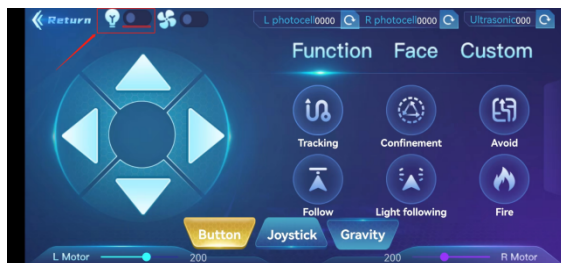 Return L photocell0000 R photocell0000 Ultrasonic000
Function Face Custom
Tracking Confinement Avoid
Follow Light following Fire
Button Joystick Gravity
L Motor 200 200 R Motor